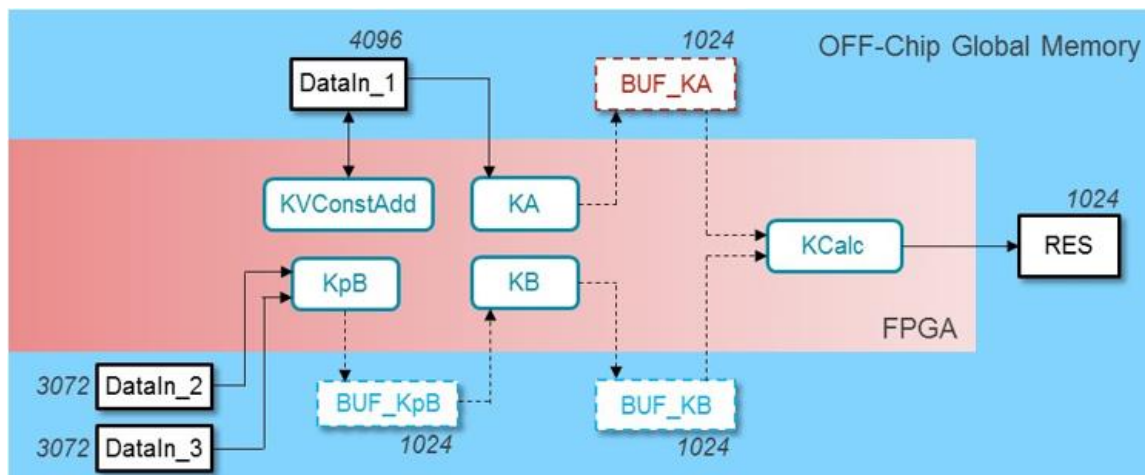 4096
1024
OFF-Chip Global Memory
DataIn_1
BUF_KA
KVConstAdd
KA
1024
KCalc
RES
KpB
KB
FPGA
3072
DataIn_2
BUF_KpB
BUF_KB
3072
DataIn_3
1024
1024